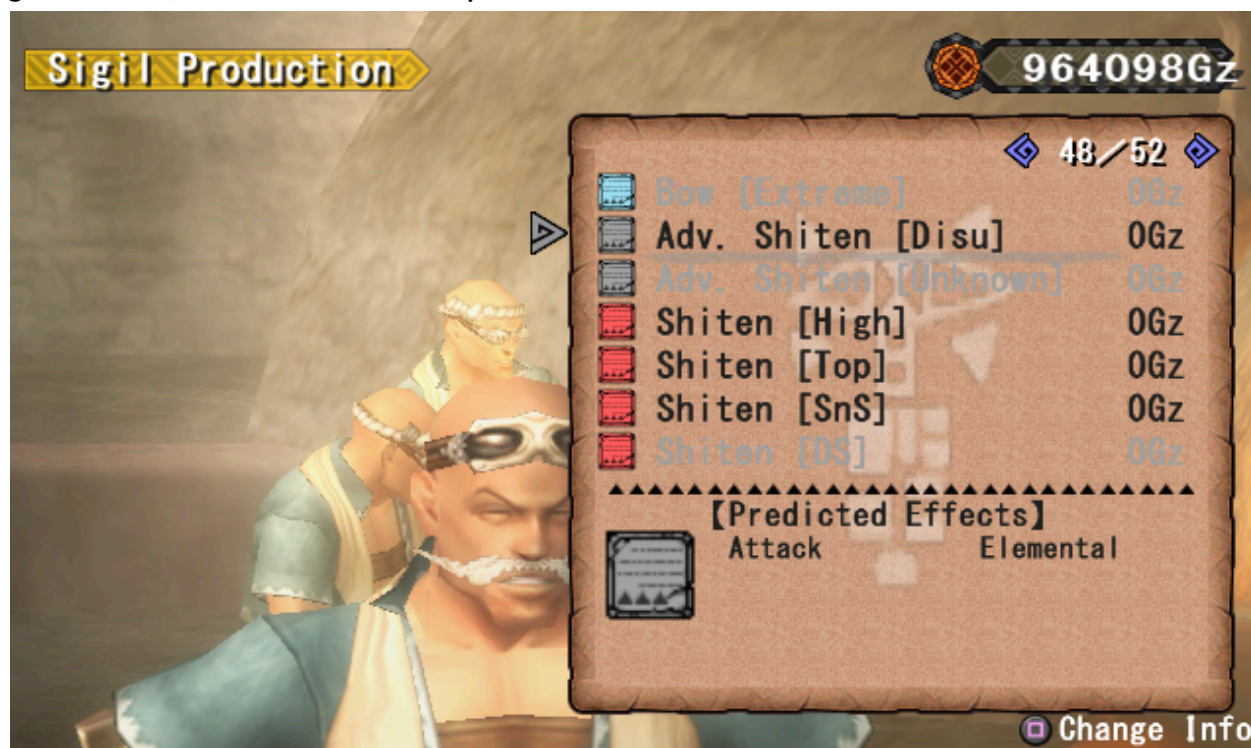 Sigil Production
964098Gz
48/52
Bow [Extreme] 0Gz
Adv. Shiten [Disu] 0Gz
Adv. Shiten [Unknown] 0Gz
Shiten [High] 0Gz
Shiten [Top] 0Gz
Shiten [SnS] 0Gz
Shiten [DS] 0Gz
【Predicted Effects】
Attack Elemental
Change Info